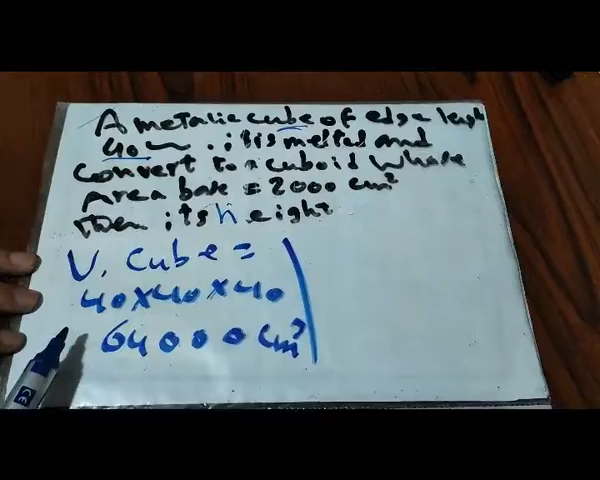 A metalic cube of edge lengh
40cm . it is melted and
convert to a cuboid whose
area base = 2000 cm²
then its height
V. cube =
40×40×40
64000 cm³